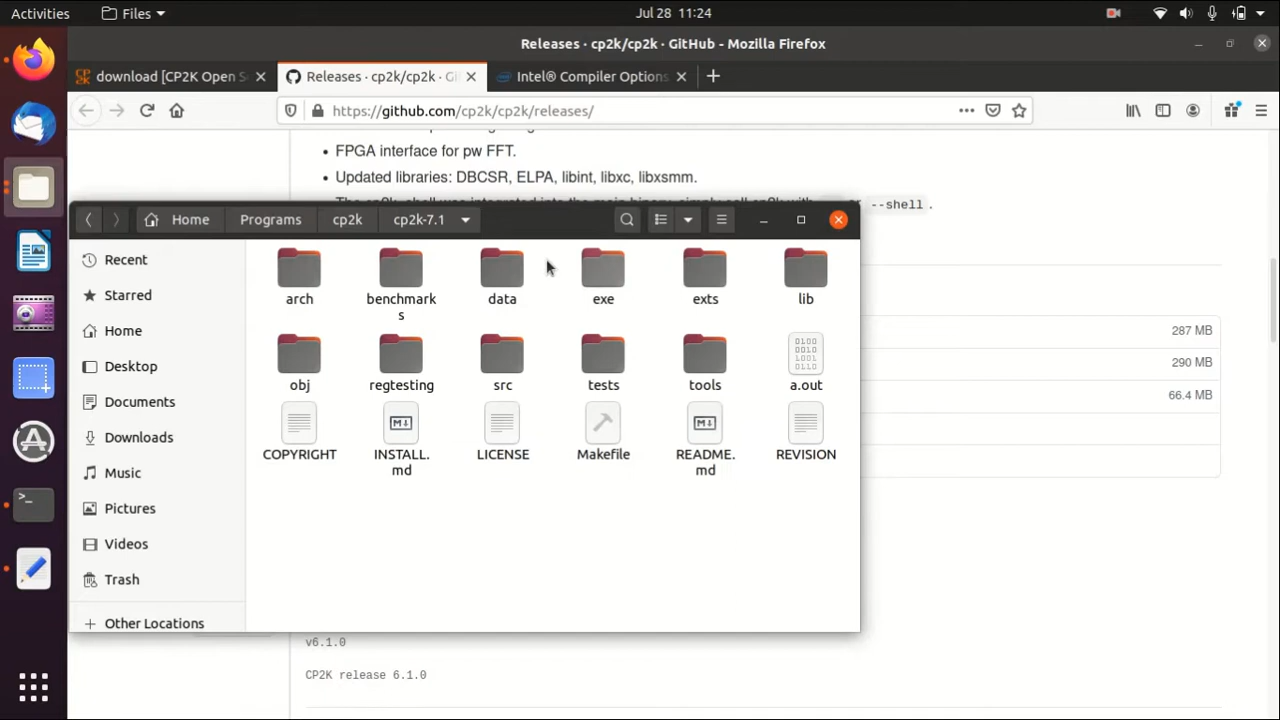 Activities
Files
Jul 28 11:24
Releases · cp2k/cp2k · GitHub - Mozilla Firefox
download [CP2K Open S
Releases · cp2k/cp2k · G
Intel® Compiler Options
https://github.com/cp2k/cp2k/releases/
FPGA interface for pw FFT.
Updated libraries: DBCSR, ELPA, libint, libxc, libxsmm.
--shell.
Home
Programs
cp2k
cp2k-7.1
Recent
Starred
Home
Desktop
Documents
Downloads
Music
Pictures
Videos
Trash
+ Other Locations
arch
benchmark
s
data
exe
exts
lib
obj
regtesting
src
tests
tools
a.out
COPYRIGHT
INSTALL.
md
LICENSE
Makefile
README.
md
REVISION
287 MB
290 MB
66.4 MB
v6.1.0
CP2K release 6.1.0